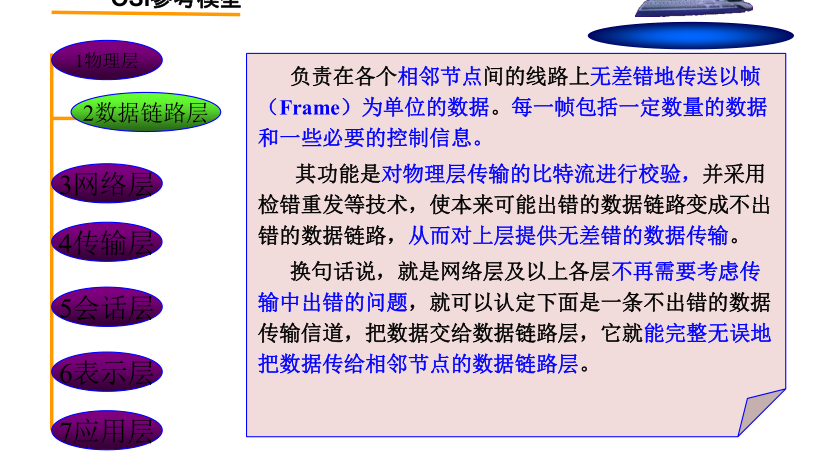 OSI参考模型
1物理层
2数据链路层
3网络层
4传输层
5会话层
6表示层
7应用层
负责在各个相邻节点间的线路上无差错地传送以帧
（Frame）为单位的数据。每一帧包括一定数量的数据
和一些必要的控制信息。
其功能是对物理层传输的比特流进行校验，并采用
检错重发等技术，使本来可能出错的数据链路变成不出
错的数据链路，从而对上层提供无差错的数据传输。
换句话说，就是网络层及以上各层不再需要考虑传
输中出错的问题，就可以认定下面是一条不出错的数据
传输信道，把数据交给数据链路层，它就能完整无误地
把数据传给相邻节点的数据链路层。